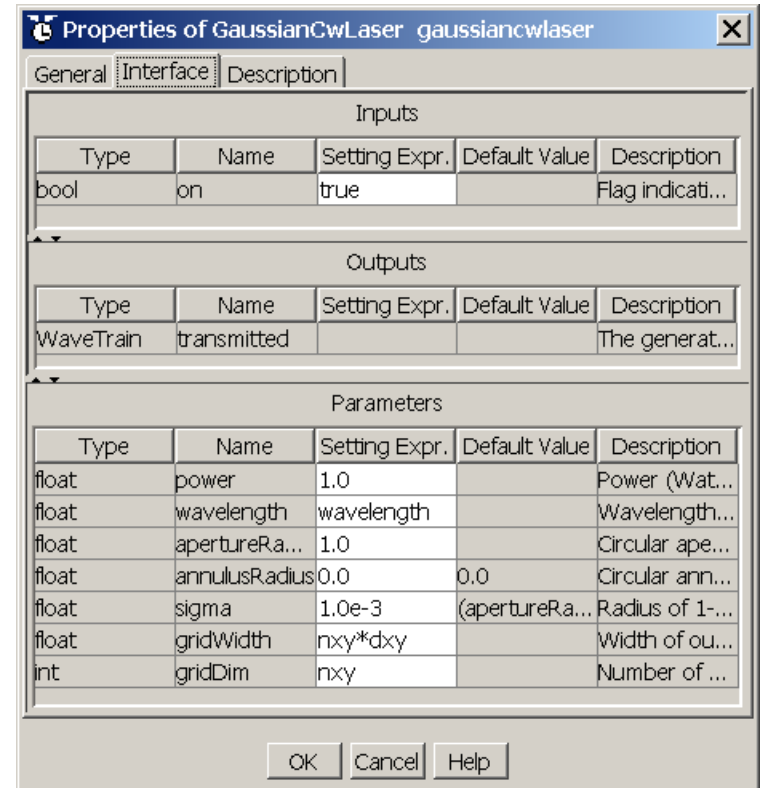 Properties of GaussianCwLaser gaussiancwlaser
General Interface Description
Inputs
Type Name Setting Expr. Default Value Description
bool on true Flag indicati...
Outputs
Type Name Setting Expr. Default Value Description
WaveTrain transmitted The generat...
Parameters
Type Name Setting Expr. Default Value Description
float power 1.0 Power (Wat...
float wavelength wavelength Wavelength...
float apertureRa... 1.0 Circular ape...
float annulusRadius 0.0 0.0 Circular ann...
float sigma 1.0e-3 (apertureRa... Radius of 1-...
float gridWidth nxy*dxy Width of ou...
int gridDim nxy Number of ...
OK Cancel Help